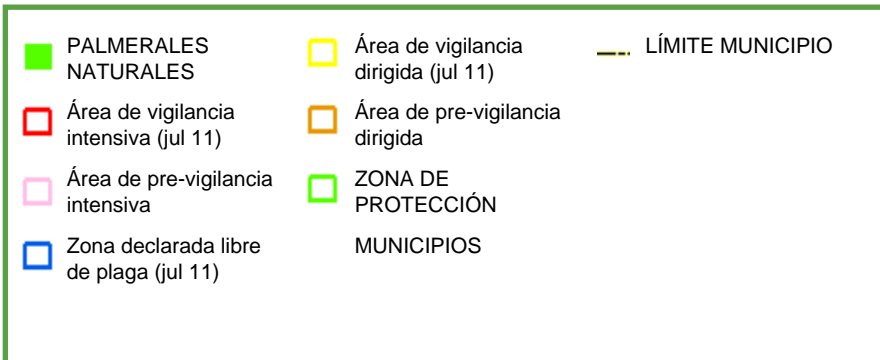 PALMERALES
NATURALES
Área de vigilancia
intensiva (jul 11)
Área de pre-vigilancia
intensiva
Zona declarada libre
de plaga (jul 11)
Área de vigilancia
dirigida (jul 11)
Área de pre-vigilancia
dirigida
ZONA DE
PROTECCIÓN
MUNICIPIOS
LÍMITE MUNICIPIO